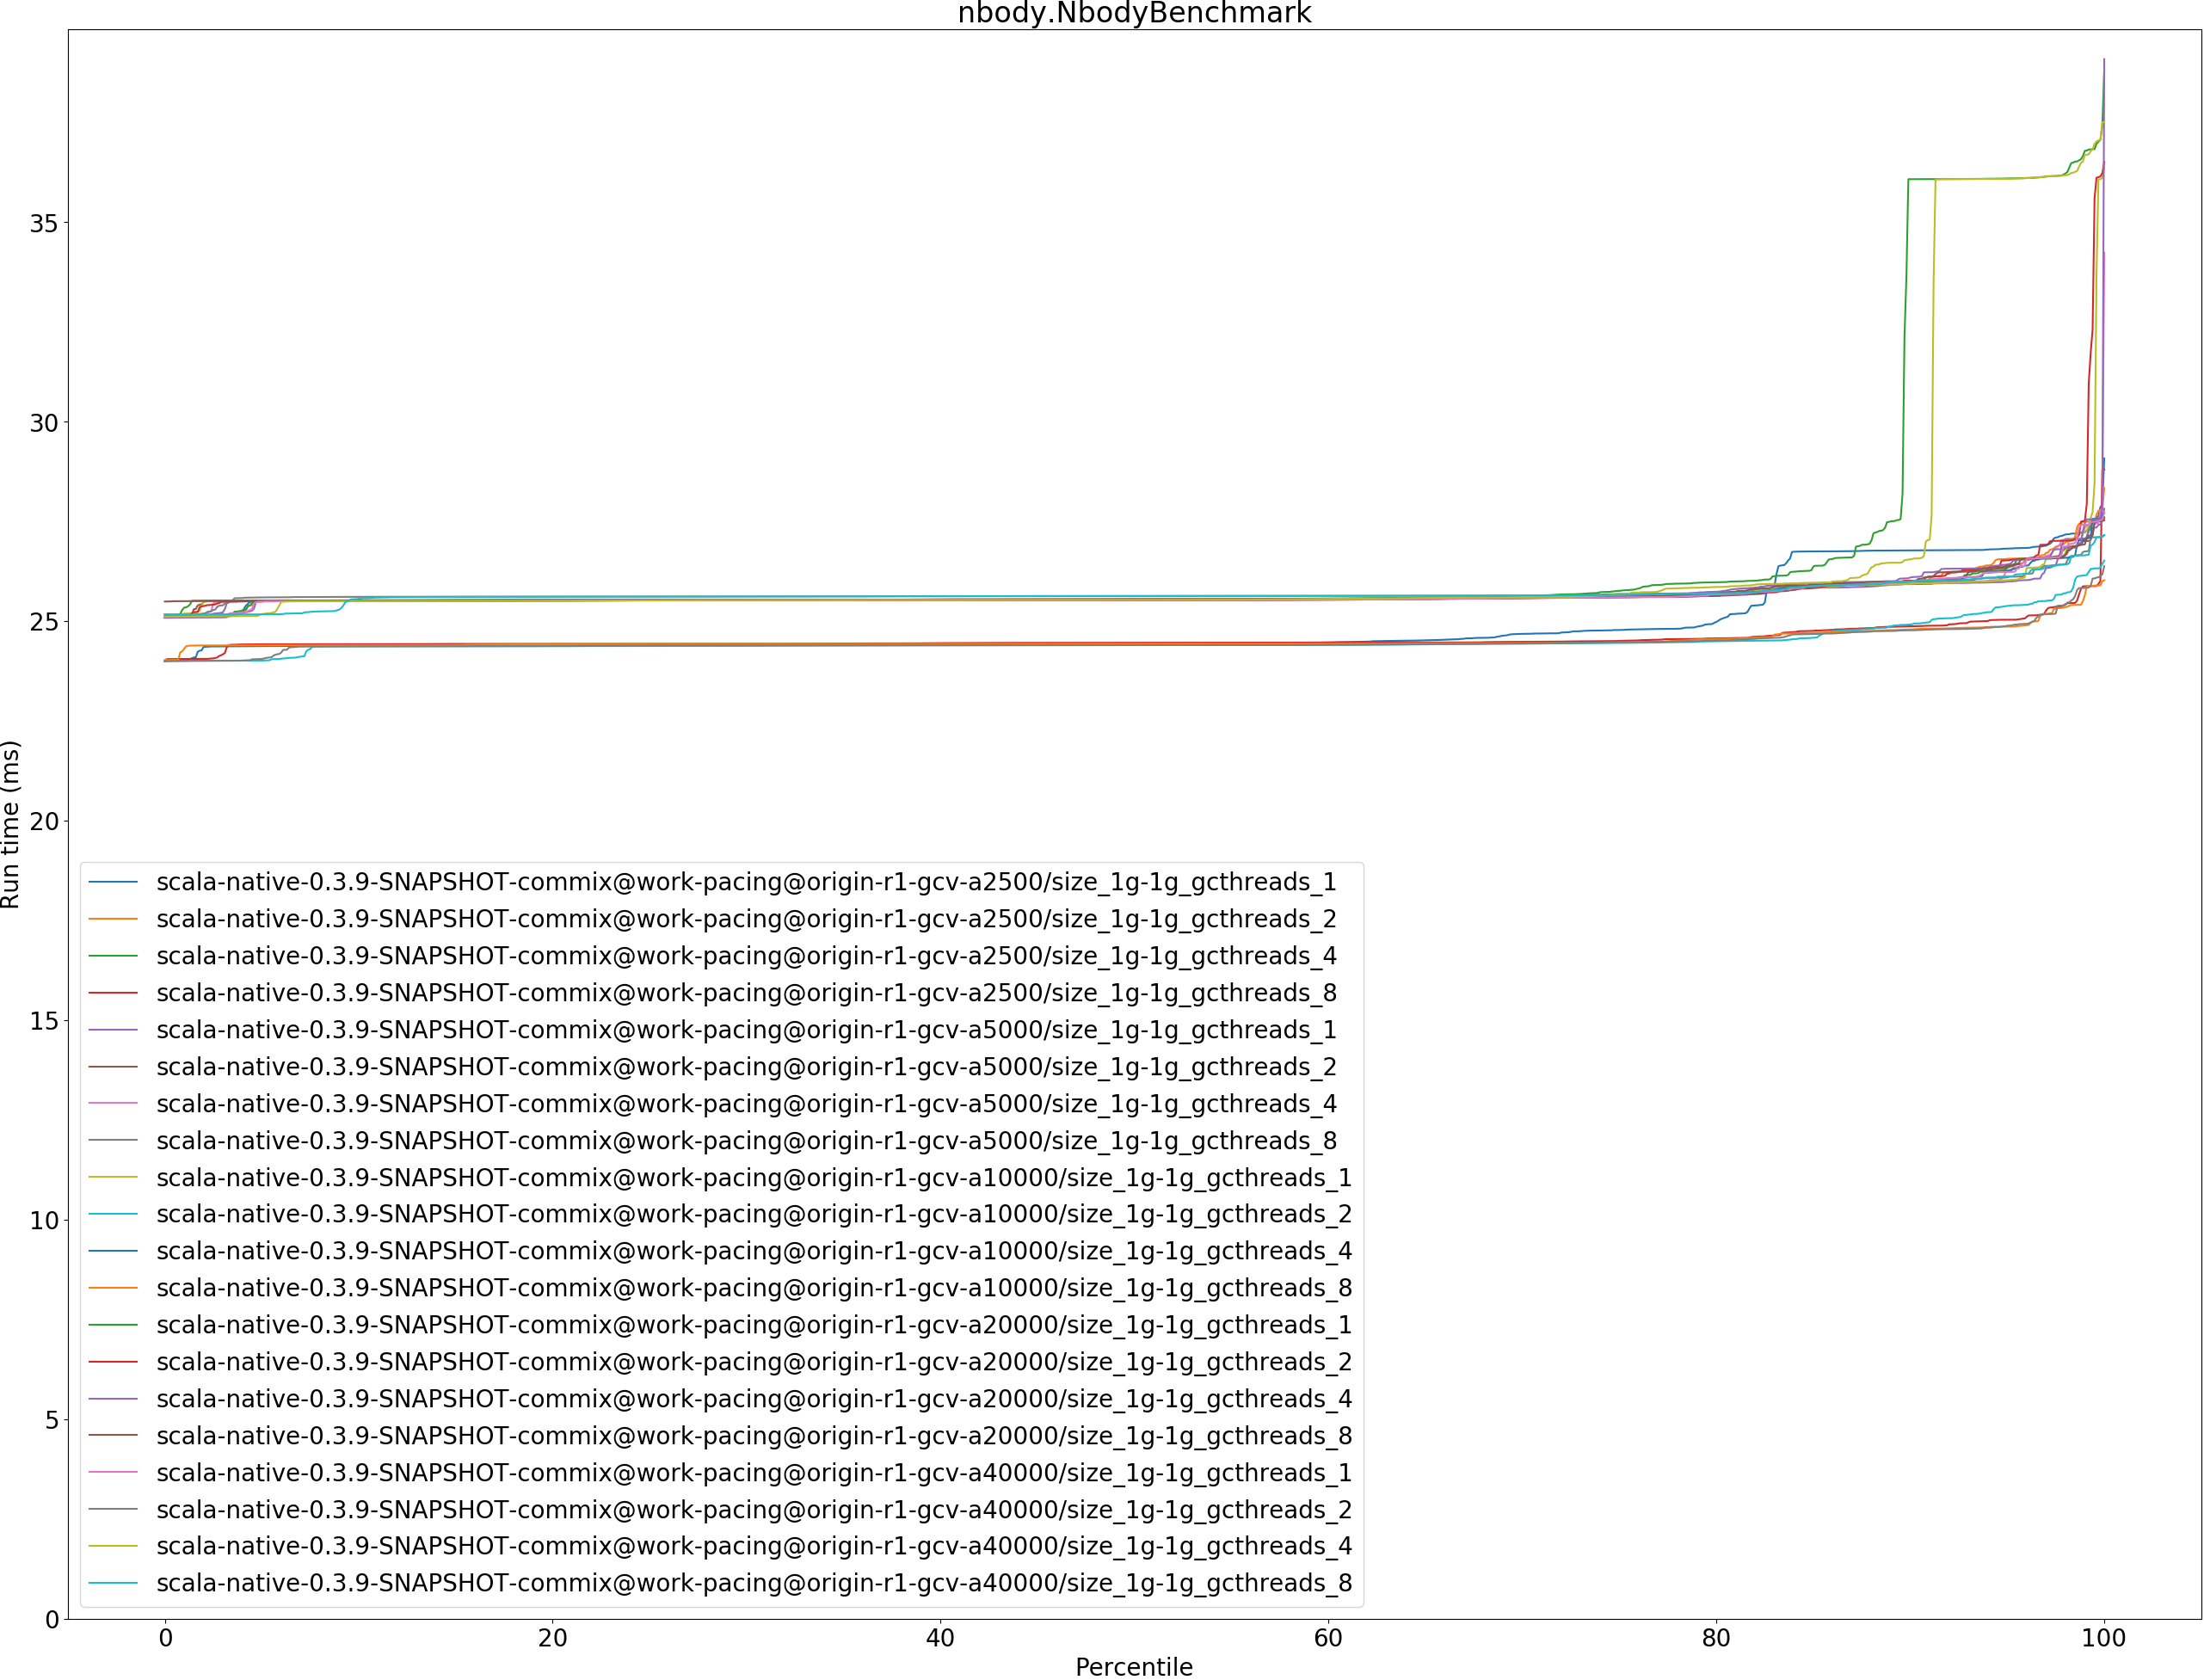 nbody.NbodyBenchmark
Run time (ms)
35
30
25
20
15
10
5
0
scala-native-0.3.9-SNAPSHOT-commix@work-pacing@origin-r1-gcv-a2500/size_1g-1g_gcthreads_1
scala-native-0.3.9-SNAPSHOT-commix@work-pacing@origin-r1-gcv-a2500/size_1g-1g_gcthreads_2
scala-native-0.3.9-SNAPSHOT-commix@work-pacing@origin-r1-gcv-a2500/size_1g-1g_gcthreads_4
scala-native-0.3.9-SNAPSHOT-commix@work-pacing@origin-r1-gcv-a2500/size_1g-1g_gcthreads_8
scala-native-0.3.9-SNAPSHOT-commix@work-pacing@origin-r1-gcv-a5000/size_1g-1g_gcthreads_1
scala-native-0.3.9-SNAPSHOT-commix@work-pacing@origin-r1-gcv-a5000/size_1g-1g_gcthreads_2
scala-native-0.3.9-SNAPSHOT-commix@work-pacing@origin-r1-gcv-a5000/size_1g-1g_gcthreads_4
scala-native-0.3.9-SNAPSHOT-commix@work-pacing@origin-r1-gcv-a5000/size_1g-1g_gcthreads_8
scala-native-0.3.9-SNAPSHOT-commix@work-pacing@origin-r1-gcv-a10000/size_1g-1g_gcthreads_1
scala-native-0.3.9-SNAPSHOT-commix@work-pacing@origin-r1-gcv-a10000/size_1g-1g_gcthreads_2
scala-native-0.3.9-SNAPSHOT-commix@work-pacing@origin-r1-gcv-a10000/size_1g-1g_gcthreads_4
scala-native-0.3.9-SNAPSHOT-commix@work-pacing@origin-r1-gcv-a10000/size_1g-1g_gcthreads_8
scala-native-0.3.9-SNAPSHOT-commix@work-pacing@origin-r1-gcv-a20000/size_1g-1g_gcthreads_1
scala-native-0.3.9-SNAPSHOT-commix@work-pacing@origin-r1-gcv-a20000/size_1g-1g_gcthreads_2
scala-native-0.3.9-SNAPSHOT-commix@work-pacing@origin-r1-gcv-a20000/size_1g-1g_gcthreads_4
scala-native-0.3.9-SNAPSHOT-commix@work-pacing@origin-r1-gcv-a20000/size_1g-1g_gcthreads_8
scala-native-0.3.9-SNAPSHOT-commix@work-pacing@origin-r1-gcv-a40000/size_1g-1g_gcthreads_1
scala-native-0.3.9-SNAPSHOT-commix@work-pacing@origin-r1-gcv-a40000/size_1g-1g_gcthreads_2
scala-native-0.3.9-SNAPSHOT-commix@work-pacing@origin-r1-gcv-a40000/size_1g-1g_gcthreads_4
scala-native-0.3.9-SNAPSHOT-commix@work-pacing@origin-r1-gcv-a40000/size_1g-1g_gcthreads_8
0 20 40 60 80 100
Percentile